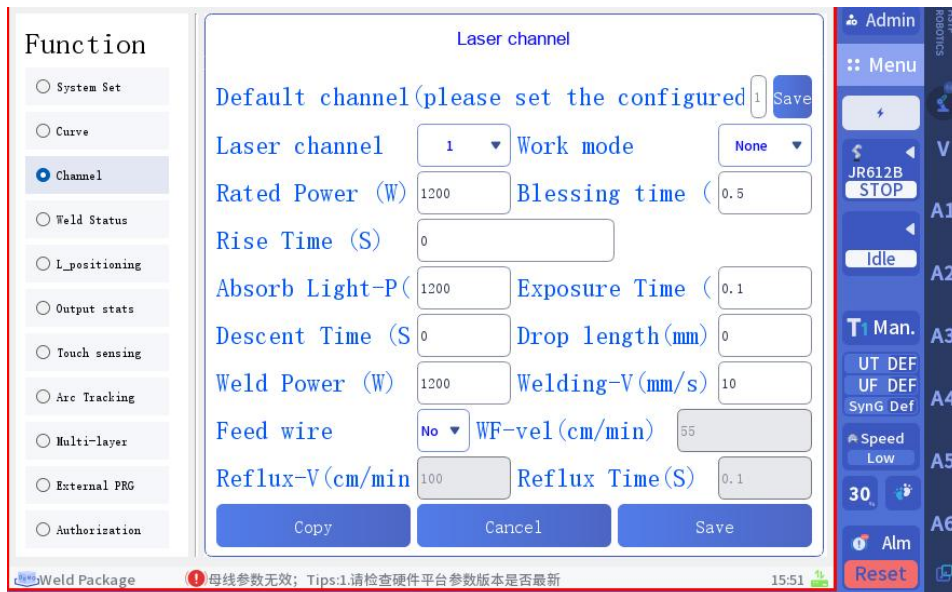 Function
System Set
Curve
Channel
Weld Status
L_positioning
Output stats
Touch sensing
Arc Tracking
Multi-layer
External PRG
Authorization
Laser channel
Default channel(please set the configured 1 Save
Laser channel 1 Work mode None
Rated Power (W) 1200 Blessing time ( 0.5
Rise Time (S) 0
Absorb Light-P( 1200 Exposure Time ( 0.1
Descent Time (S 0 Drop length(mm) 0
Weld Power (W) 1200 Welding-V(mm/s) 10
Feed wire No WF-vel(cm/min) 55
Reflux-V(cm/min 100 Reflux Time(S) 0.1
Copy Cancel Save
Weld Package 母线参数无效；Tips:1.请检查硬件平台参数版本是否最新 15:51
Admin
Menu
JR612B
STOP
Idle
T1 Man.
UT DEF
UF DEF
SynG Def
Speed
Low
30 %
Alm
Reset
ROBOTICS
V
A1
A2
A3
A4
A5
A6